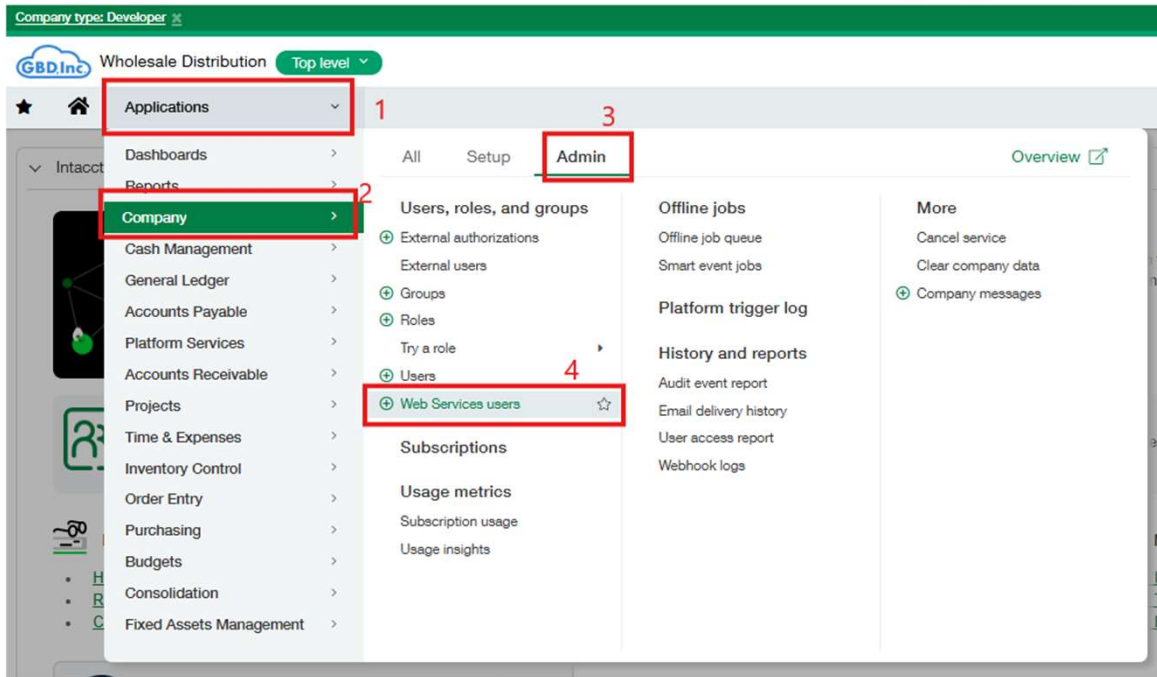 Company type: Developer
GBD,Inc Wholesale Distribution Top level
Applications
1
3
Dashboards
Reports
2
Company
Cash Management
General Ledger
Accounts Payable
Platform Services
Accounts Receivable
Projects
Time & Expenses
Inventory Control
Order Entry
Purchasing
Budgets
Consolidation
Fixed Assets Management
Intacct
H
R
C
All Setup Admin
Overview
Users, roles, and groups
External authorizations
External users
Groups
Roles
Try a role
Users
4
Web Services users
Subscriptions
Usage metrics
Subscription usage
Usage insights
Offline jobs
Offline job queue
Smart event jobs
Platform trigger log
History and reports
Audit event report
Email delivery history
User access report
Webhook logs
More
Cancel service
Clear company data
Company messages